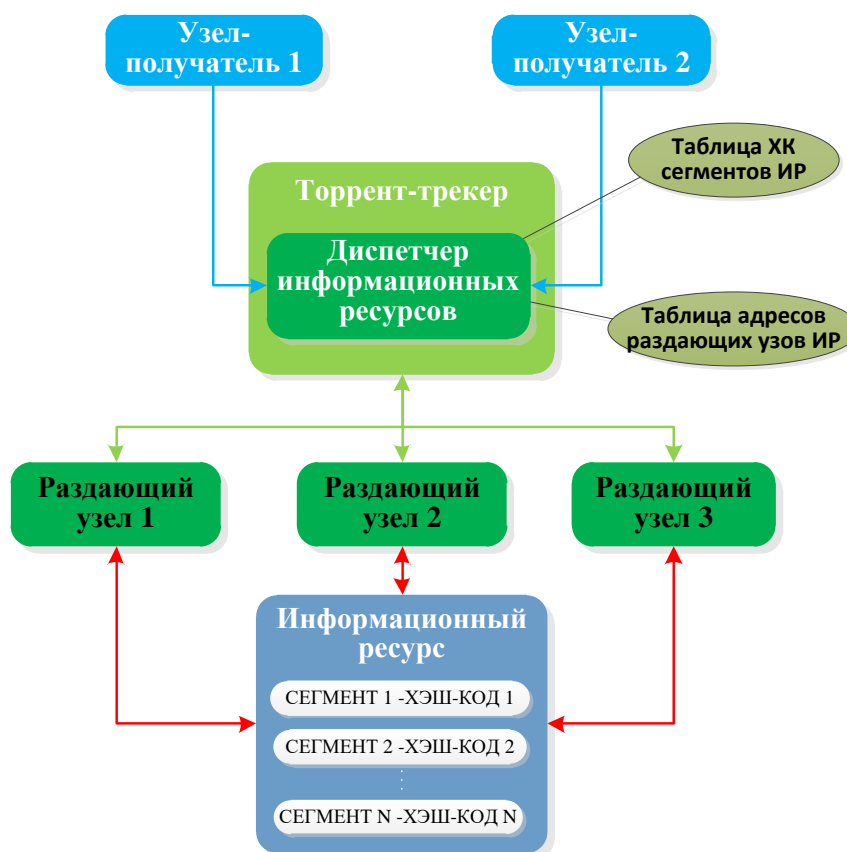 Узел-
получатель 1
Узел-
получатель 2
Таблица ХК
сегментов ИР
Торрент-трекер
Диспетчер
информационных
ресурсов
Таблица адресов
раздающих узов ИР
Раздающий
узел 1
Раздающий
узел 2
Раздающий
узел 3
Информационный
ресурс
СЕГМЕНТ 1 -ХЭШ-КОД 1
СЕГМЕНТ 2 -ХЭШ-КОД 2
СЕГМЕНТ N -ХЭШ-КОД N